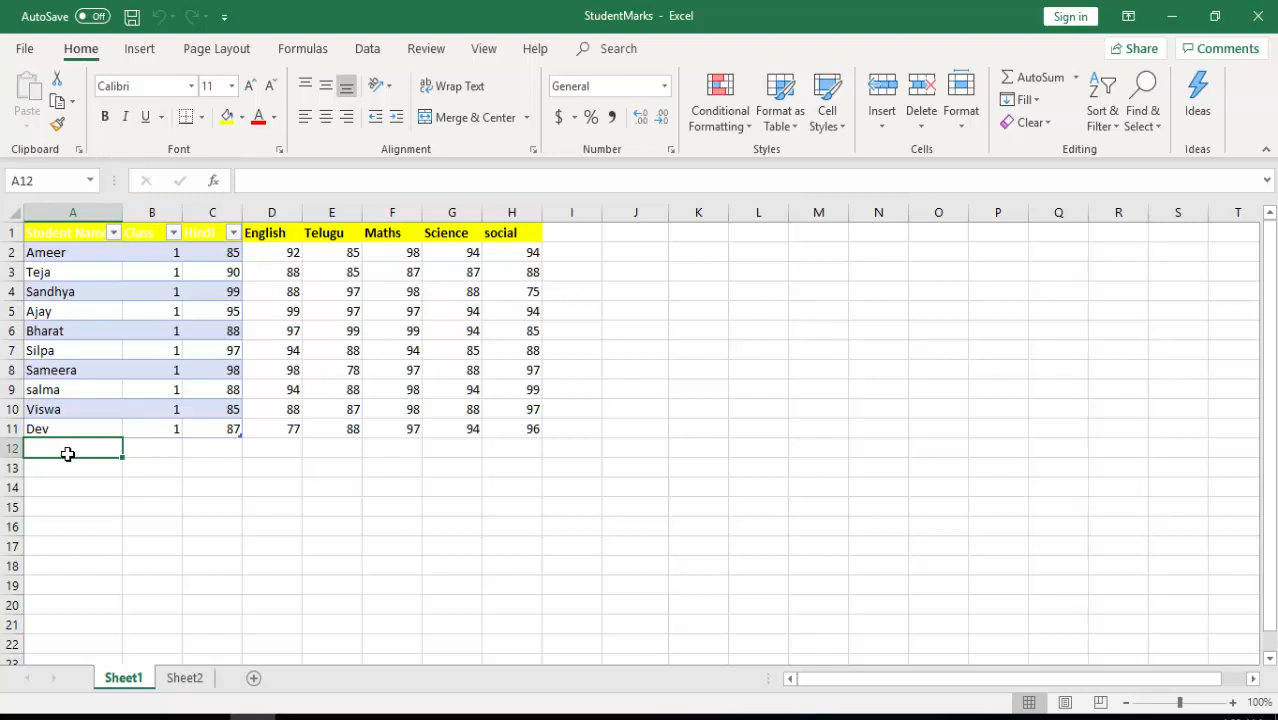 AutoSave Off StudentMarks - Excel Sign in
File Home Insert Page Layout Formulas Data Review View Help Search Share Comments
Paste Calibri 11 A A Wrap Text General Conditional Formatting Format as Table Cell Styles Insert Delete Format AutoSum Fill Clear Sort & Filter Find & Select Ideas
B I U A Merge & Center $ % ,
Clipboard Font Alignment Number Styles Cells Editing Ideas
A12 fx
A B C D E F G H I J K L M N O P Q R S T
1 Student Name Class Hindi English Telugu Maths Science social
2 Ameer 1 85 92 85 98 94 94
3 Teja 1 90 88 85 87 87 88
4 Sandhya 1 99 88 97 98 88 75
5 Ajay 1 95 99 97 97 94 94
6 Bharat 1 88 97 99 99 94 85
7 Silpa 1 97 94 88 94 85 88
8 Sameera 1 98 98 78 97 88 97
9 salma 1 88 94 88 98 94 99
10 Viswa 1 85 88 87 98 88 97
11 Dev 1 87 77 88 97 94 96
12
13
14
15
16
17
18
19
20
21
22
23
Sheet1 Sheet2
100%